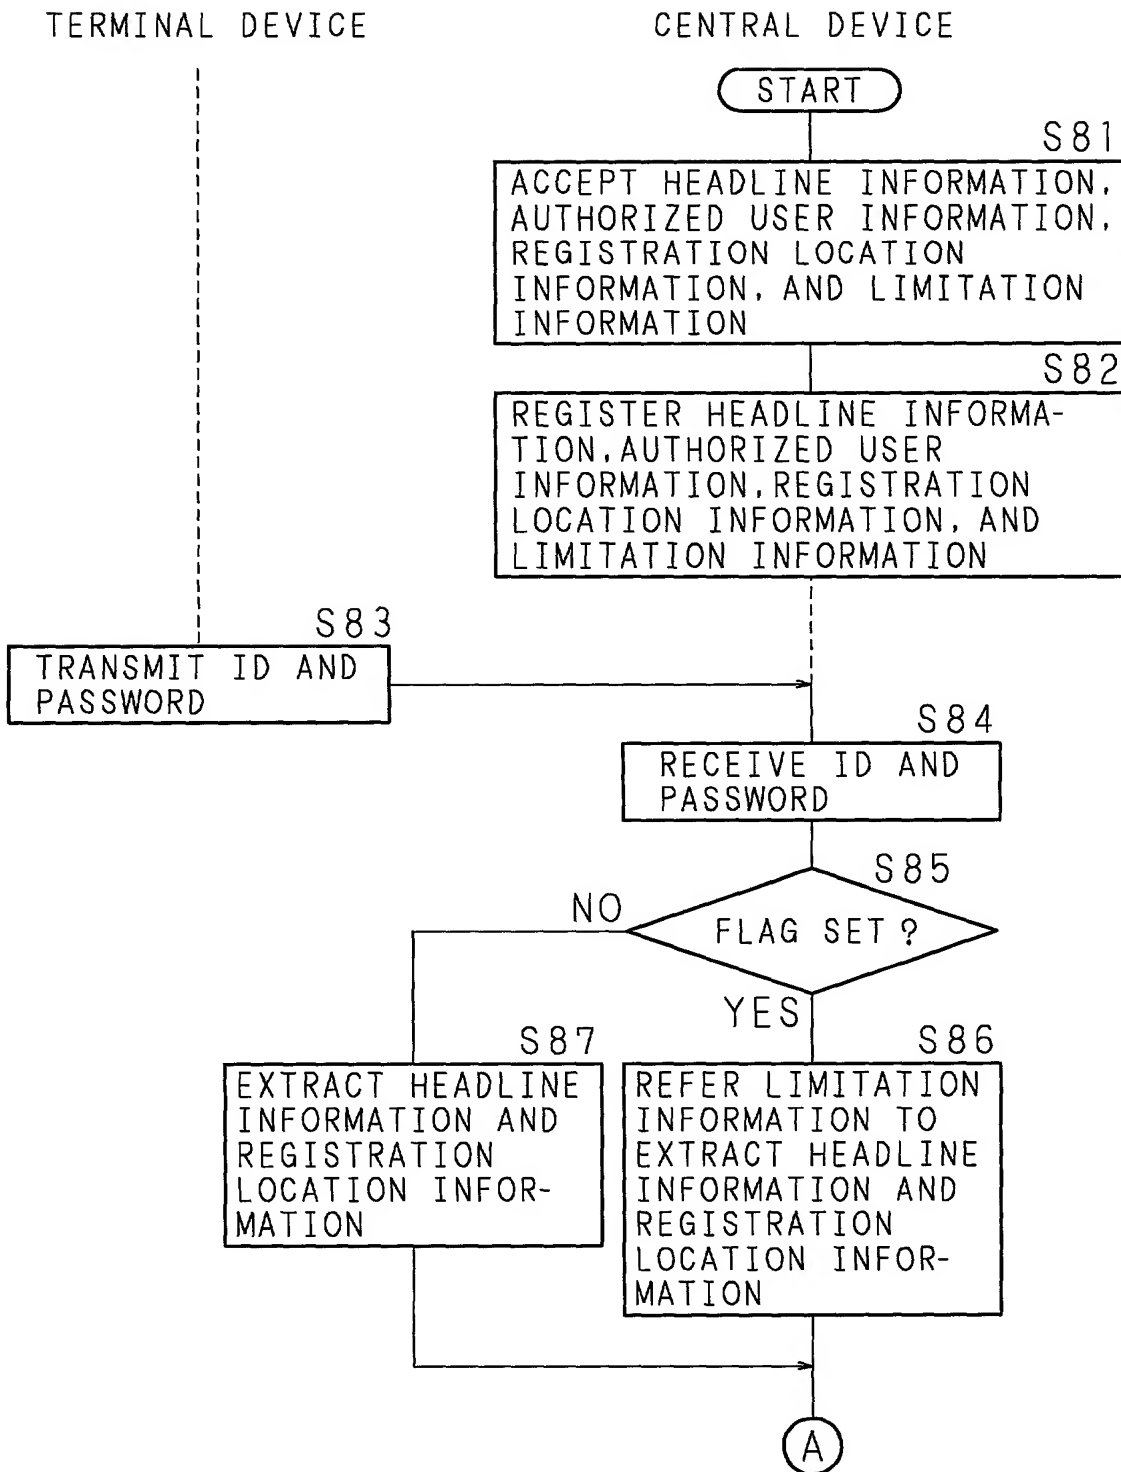 TERMINAL DEVICE
CENTRAL DEVICE
START
S81
ACCEPT HEADLINE INFORMATION,
AUTHORIZED USER INFORMATION,
REGISTRATION LOCATION
INFORMATION, AND LIMITATION
INFORMATION
S82
REGISTER HEADLINE INFORMA-
TION, AUTHORIZED USER
INFORMATION, REGISTRATION
LOCATION INFORMATION, AND
LIMITATION INFORMATION
S83
TRANSMIT ID AND
PASSWORD
S84
RECEIVE ID AND
PASSWORD
S85
FLAG SET?
NO
YES
S87
EXTRACT HEADLINE
INFORMATION AND
REGISTRATION
LOCATION INFOR-
MATION
S86
REFER LIMITATION
INFORMATION TO
EXTRACT HEADLINE
INFORMATION AND
REGISTRATION
LOCATION INFOR-
MATION
A